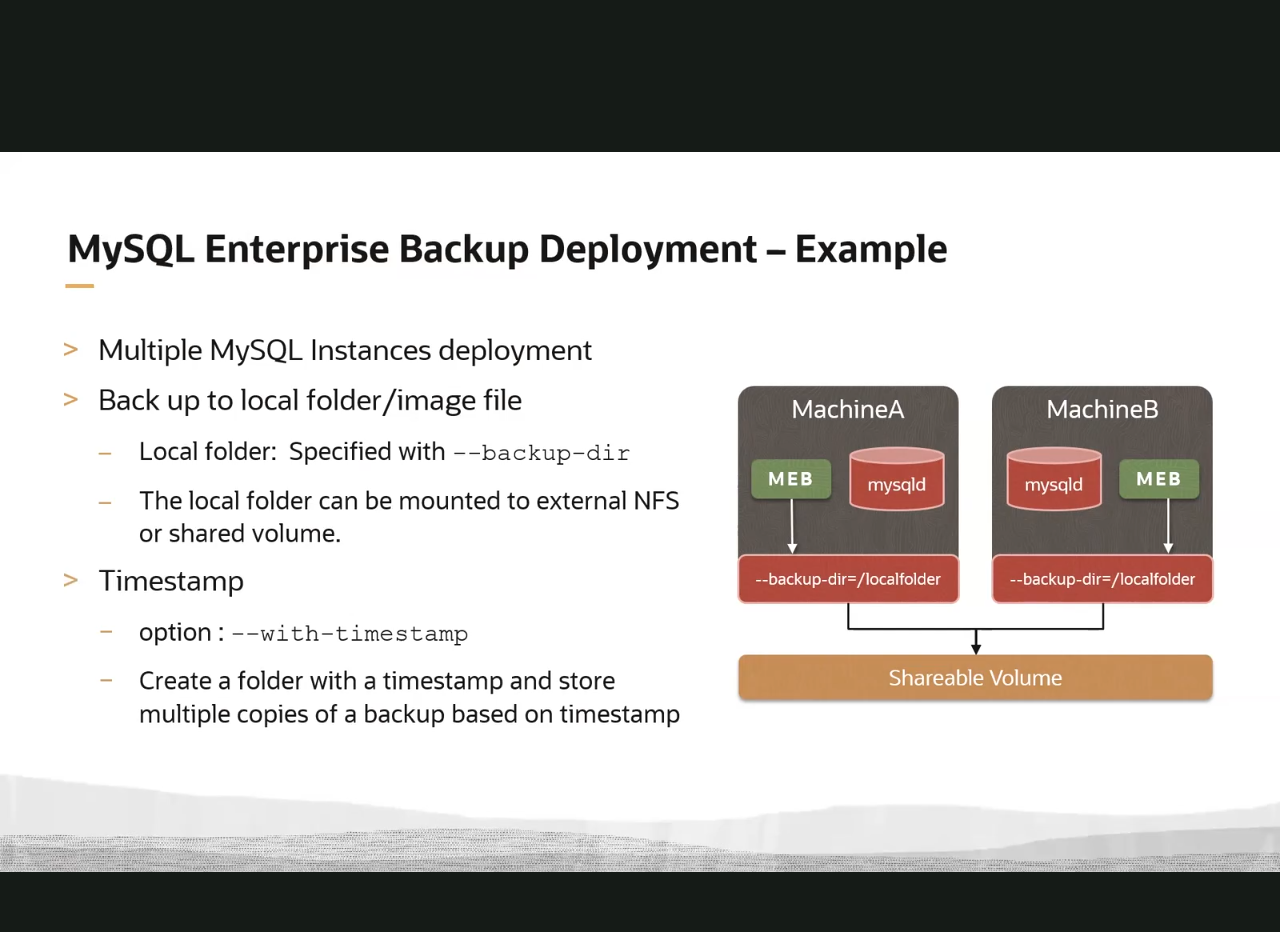 MySQL Enterprise Backup Deployment – Example
> Multiple MySQL Instances deployment
> Back up to local folder/image file
– Local folder: Specified with --backup-dir
– The local folder can be mounted to external NFS
or shared volume.
> Timestamp
– option : --with-timestamp
– Create a folder with a timestamp and store
multiple copies of a backup based on timestamp
MachineA
MEB
mysqld
--backup-dir=/localfolder
MachineB
mysqld
MEB
--backup-dir=/localfolder
Shareable Volume